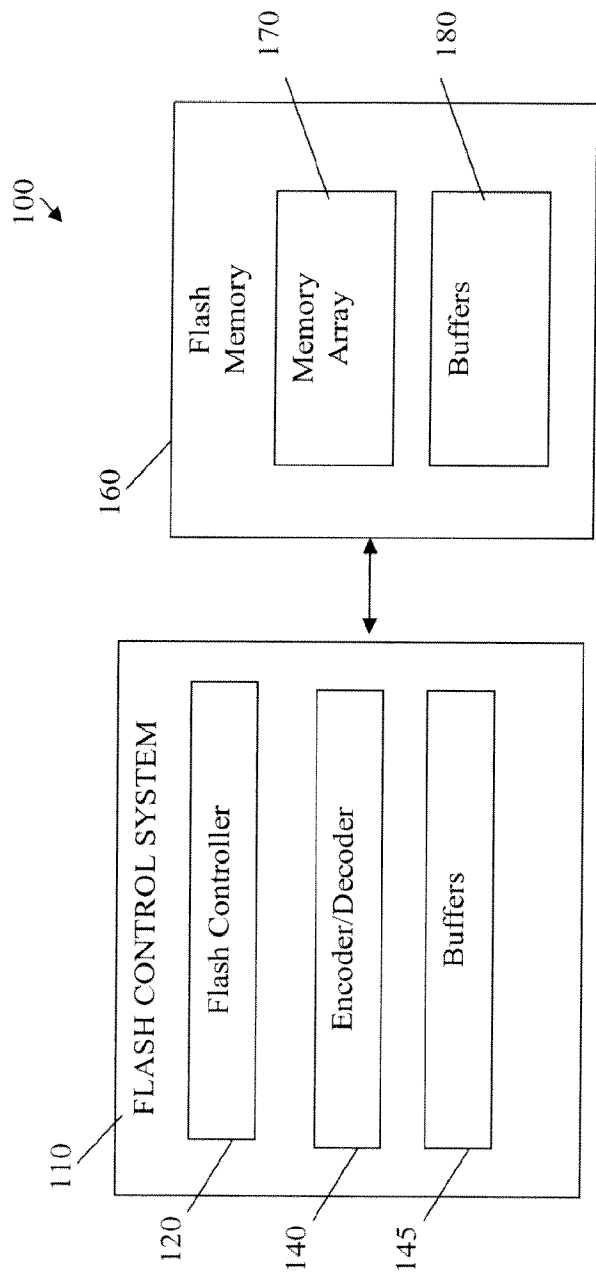 100
110
FLASH CONTROL SYSTEM
120
Flash Controller
140
Encoder/Decoder
145
Buffers
160
Flash
Memory
170
Memory
Array
180
Buffers